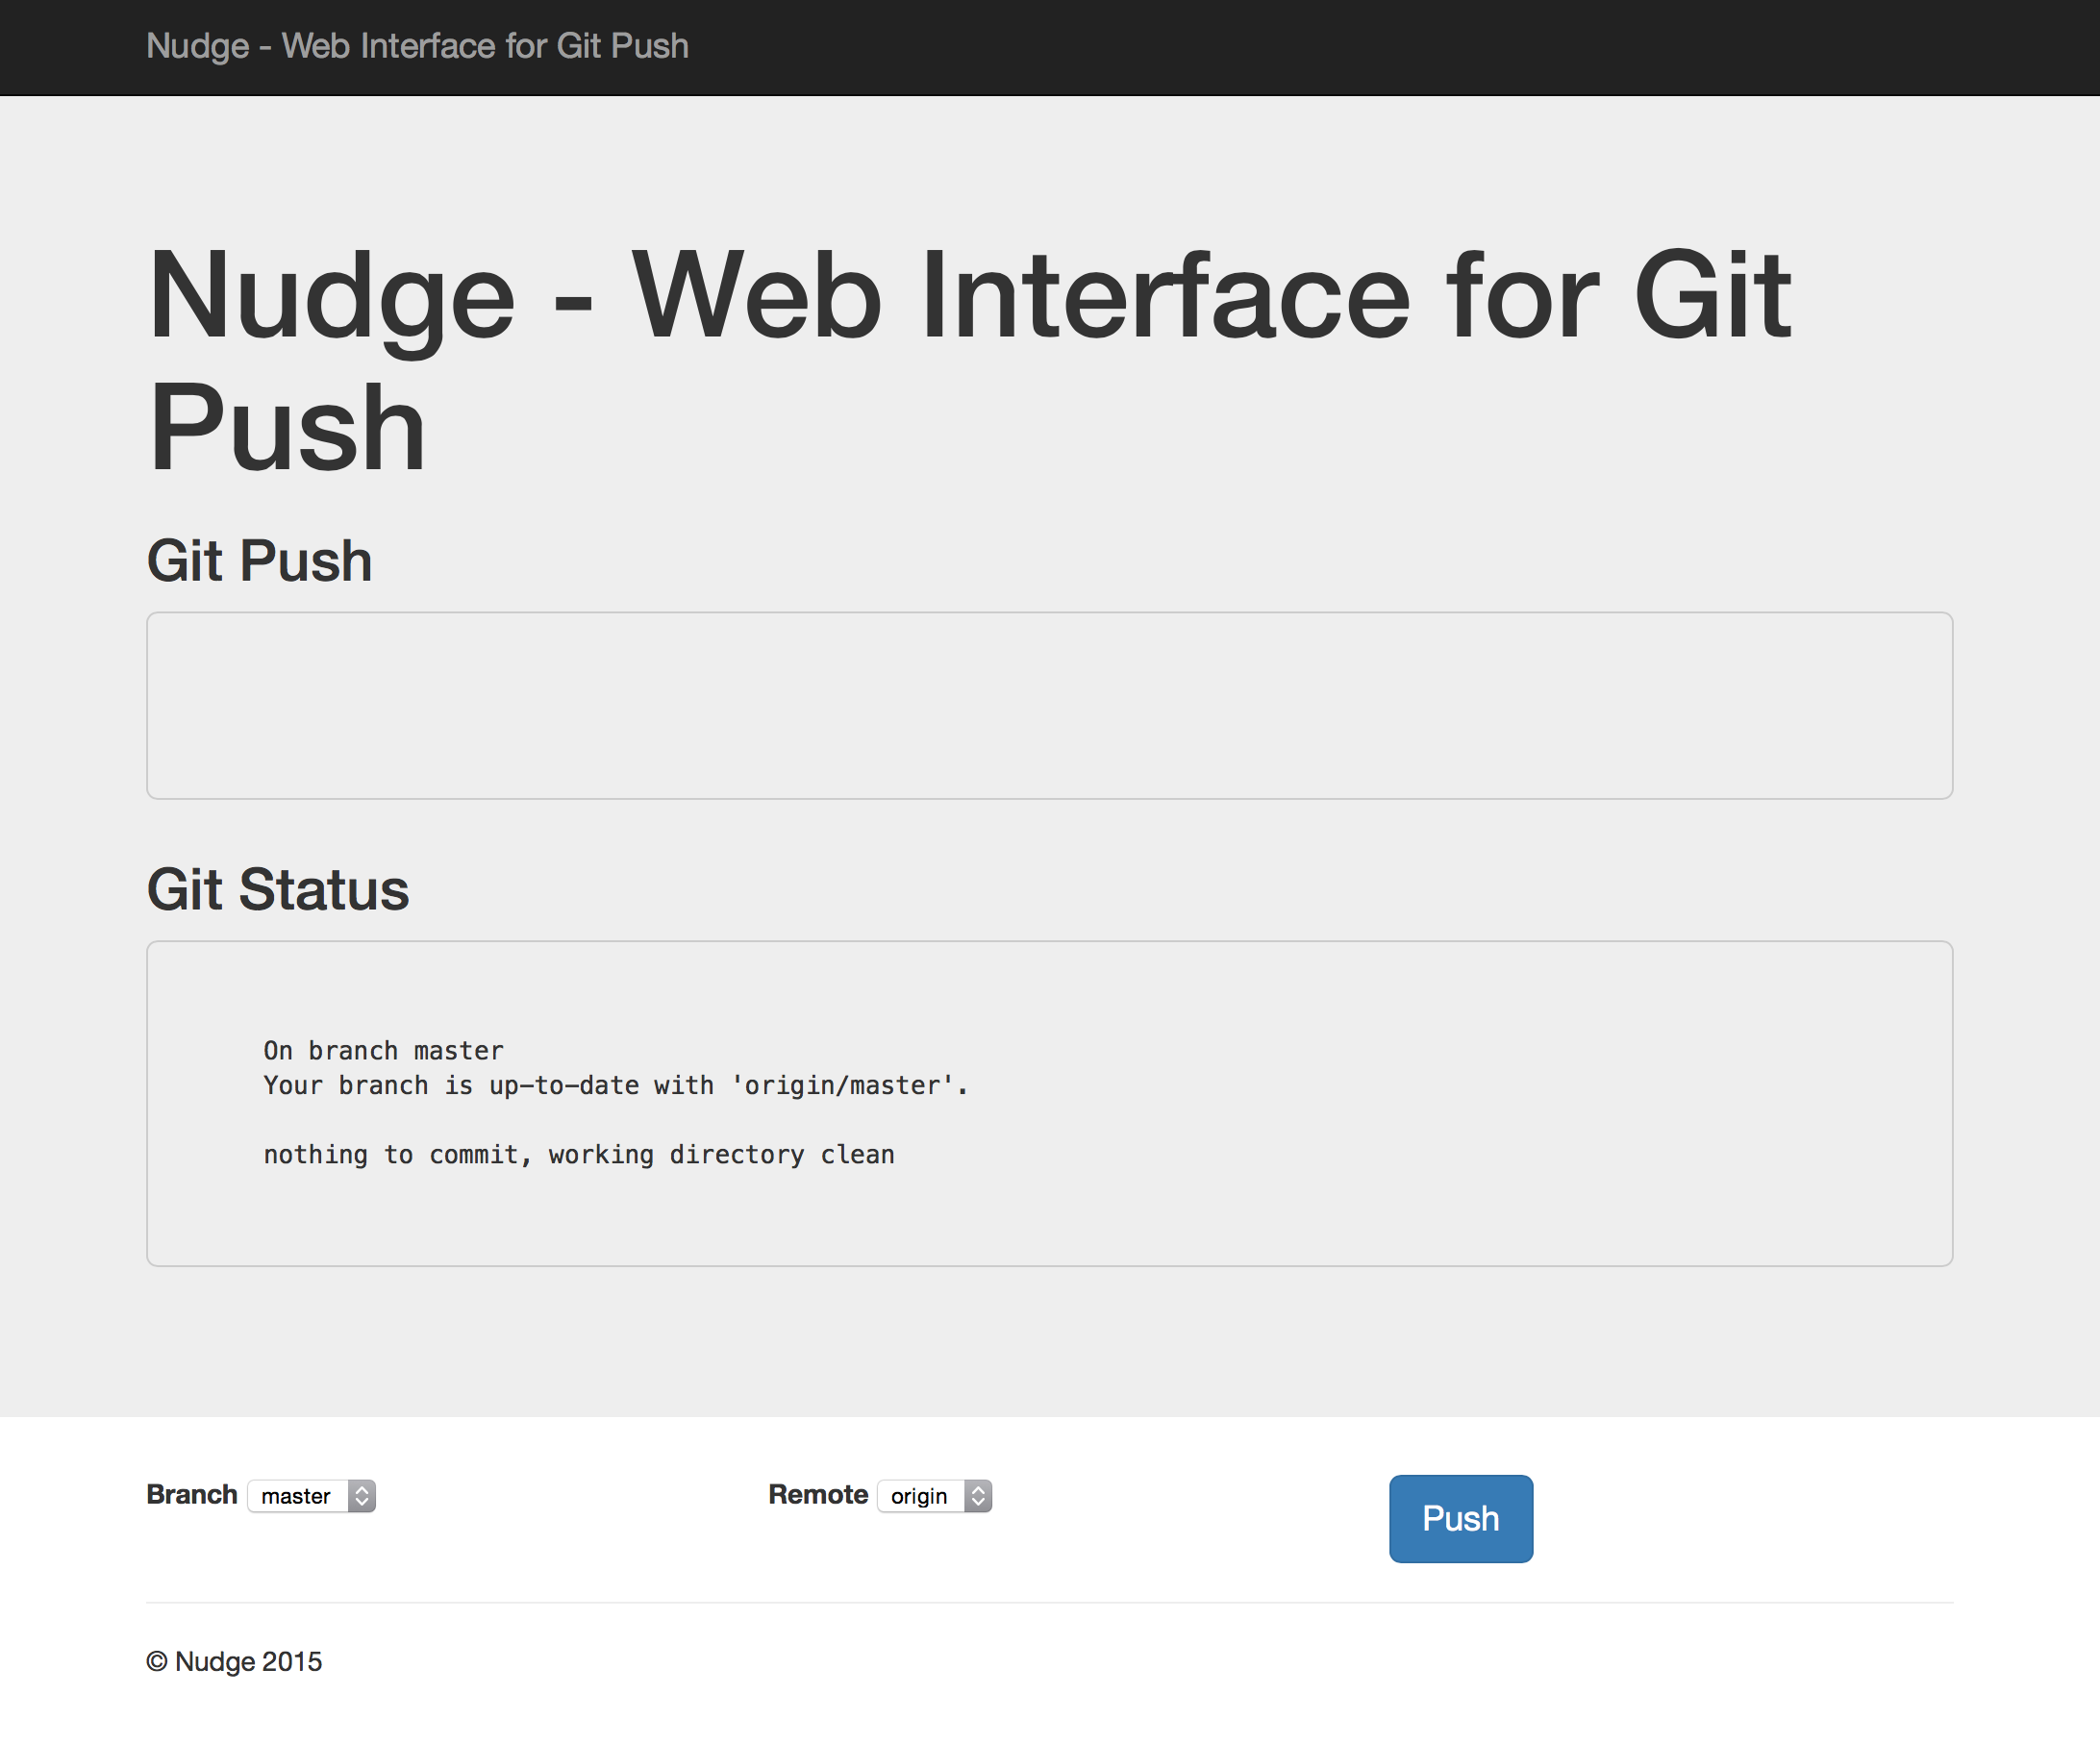 Nudge - Web Interface for Git Push
Nudge - Web Interface for Git
Push
Git Push
Git Status
On branch master
Your branch is up-to-date with 'origin/master'.
nothing to commit, working directory clean
Branch master Remote origin Push
© Nudge 2015